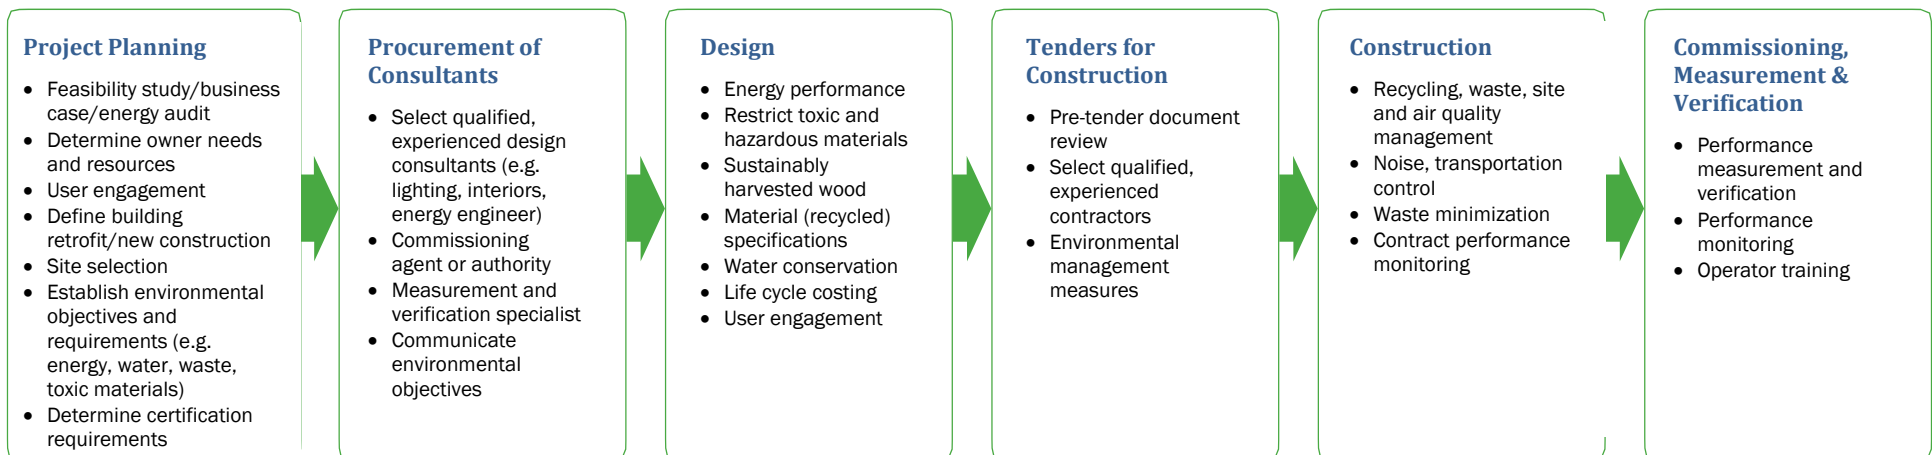 Project Planning
• Feasibility study/business
case/energy audit
• Determine owner needs
and resources
• User engagement
• Define building
retrofit/new construction
• Site selection
• Establish environmental
objectives and
requirements (e.g.
energy, water, waste,
toxic materials)
• Determine certification
requirements
Procurement of
Consultants
• Select qualified,
experienced design
consultants (e.g.
lighting, interiors,
energy engineer)
• Commissioning
agent or authority
• Measurement and
verification specialist
• Communicate
environmental
objectives
Design
• Energy performance
• Restrict toxic and
hazardous materials
• Sustainably
harvested wood
• Material (recycled)
specifications
• Water conservation
• Life cycle costing
• User engagement
Tenders for
Construction
• Pre-tender document
review
• Select qualified,
experienced
contractors
• Environmental
management
measures
Construction
• Recycling, waste, site
and air quality
management
• Noise, transportation
control
• Waste minimization
• Contract performance
monitoring
Commissioning,
Measurement &
Verification
• Performance
measurement and
verification
• Performance
monitoring
• Operator training